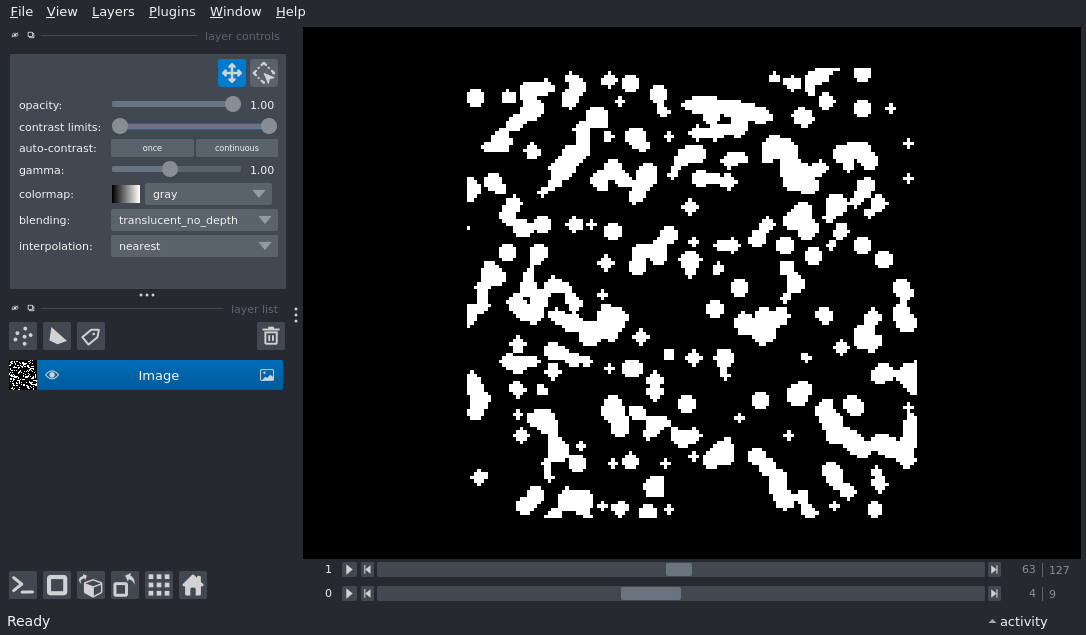 File View Layers Plugins Window Help
layer controls
opacity: 1.00
contrast limits:
auto-contrast: once continuous
gamma: 1.00
colormap: gray
blending: translucent_no_depth
interpolation: nearest
layer list
Image
1 63 127
0 4 9
Ready activity